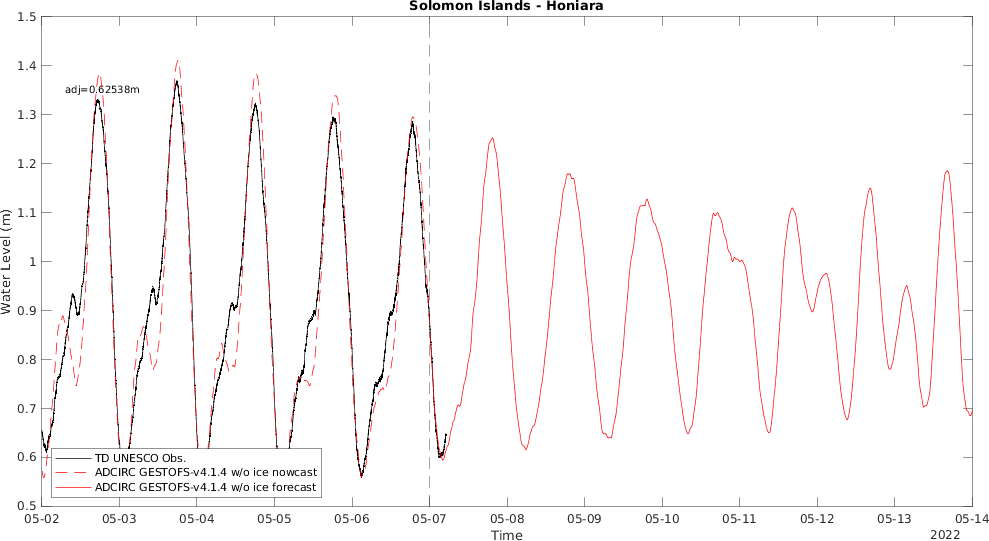 Solomon Islands - Honiara
1.5
1.4
adj=0.62538m
1.3
1.2
1.1
1
0.9
0.8
0.7
0.6
0.5
Water Level (m)
TD UNESCO Obs.
ADCIRC GESTOFS-v4.1.4 w/o ice nowcast
ADCIRC GESTOFS-v4.1.4 w/o ice forecast
05-02 05-03 05-04 05-05 05-06 05-07 05-08 05-09 05-10 05-11 05-12 05-13 05-14
Time
2022